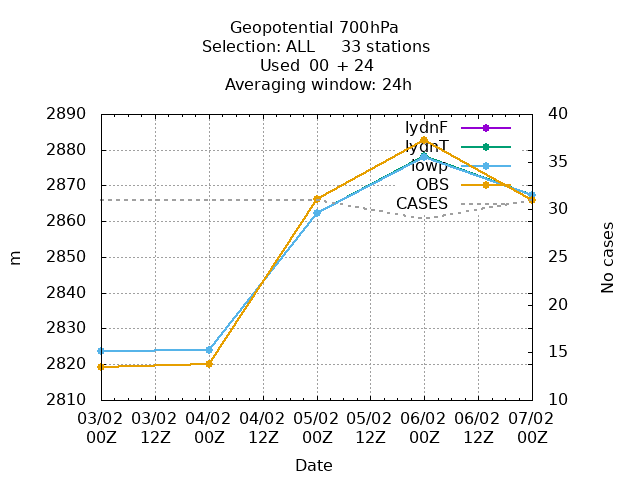 Geopotential 700hPa
Selection: ALL 33 stations
Used 00 + 24
Averaging window: 24h
2890
2880
2870
2860
2850
2840
2830
2820
2810
m
40
35
30
25
20
15
10
No cases
lydnF
lydnT
lowp
OBS
CASES
03/02 03/02 04/02 04/02 05/02 05/02 06/02 06/02 07/02
00Z 12Z 00Z 12Z 00Z 12Z 00Z 12Z 00Z
Date